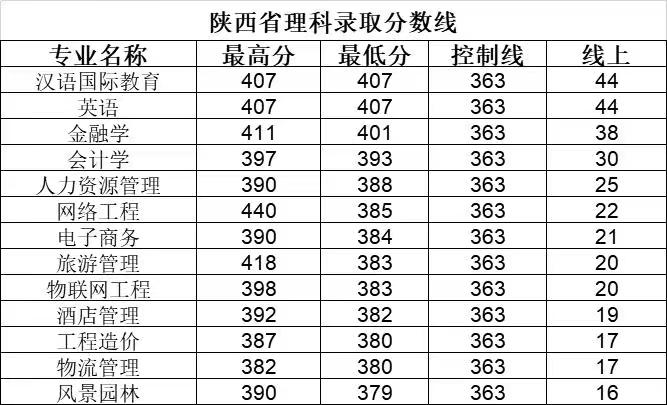 陕西省理科录取分数线
专业名称 最高分 最低分 控制线 线上
汉语国际教育 407 407 363 44
英语 407 407 363 44
金融学 411 401 363 38
会计学 397 393 363 30
人力资源管理 390 388 363 25
网络工程 440 385 363 22
电子商务 390 384 363 21
旅游管理 418 383 363 20
物联网工程 398 383 363 20
酒店管理 392 382 363 19
工程造价 387 380 363 17
物流管理 382 380 363 17
风景园林 390 379 363 16